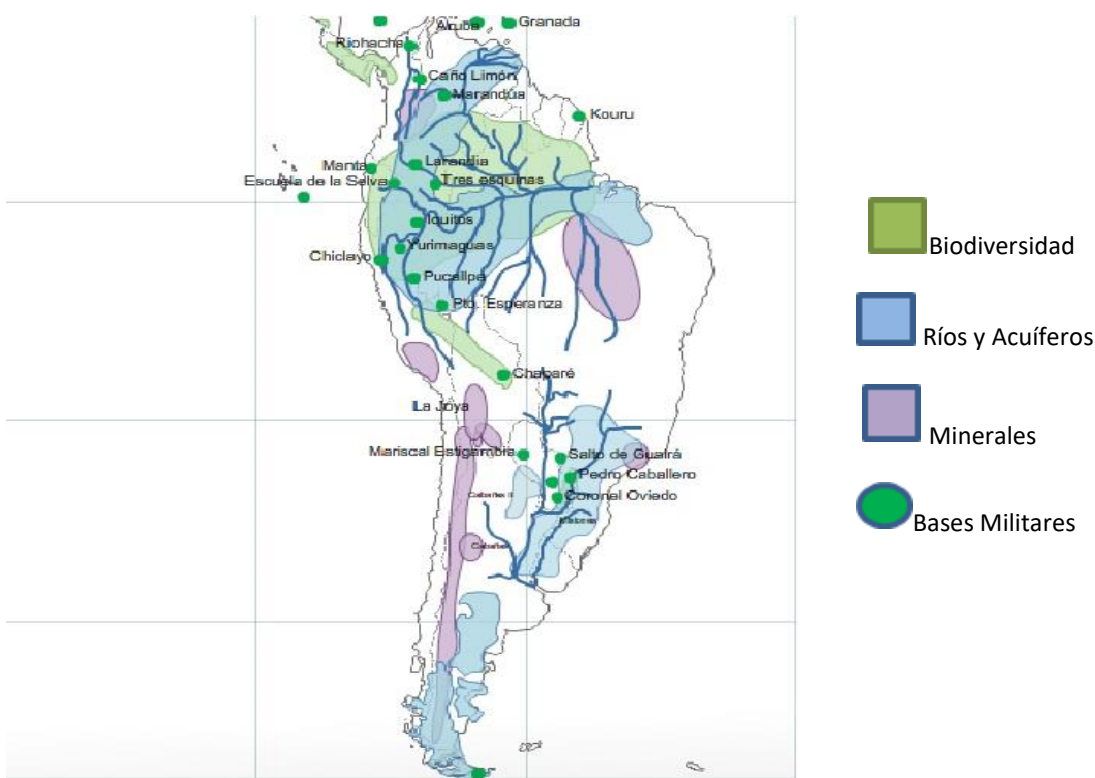 Aruba
Granada
Riohacha
Caño Limón
Marandúa
Kouru
Manta
Larandia
Escuela de la Selva
Tres esquinas
Iquitos
Yurimaguas
Chiclayo
Pucallpa
Pto. Esperanza
Chaparé
La Joya
Mariscal Estigarribia
Salto de Guairá
Pedro Caballero
Coronel Oviedo
Misiones
Biodiversidad
Ríos y Acuíferos
Minerales
Bases Militares